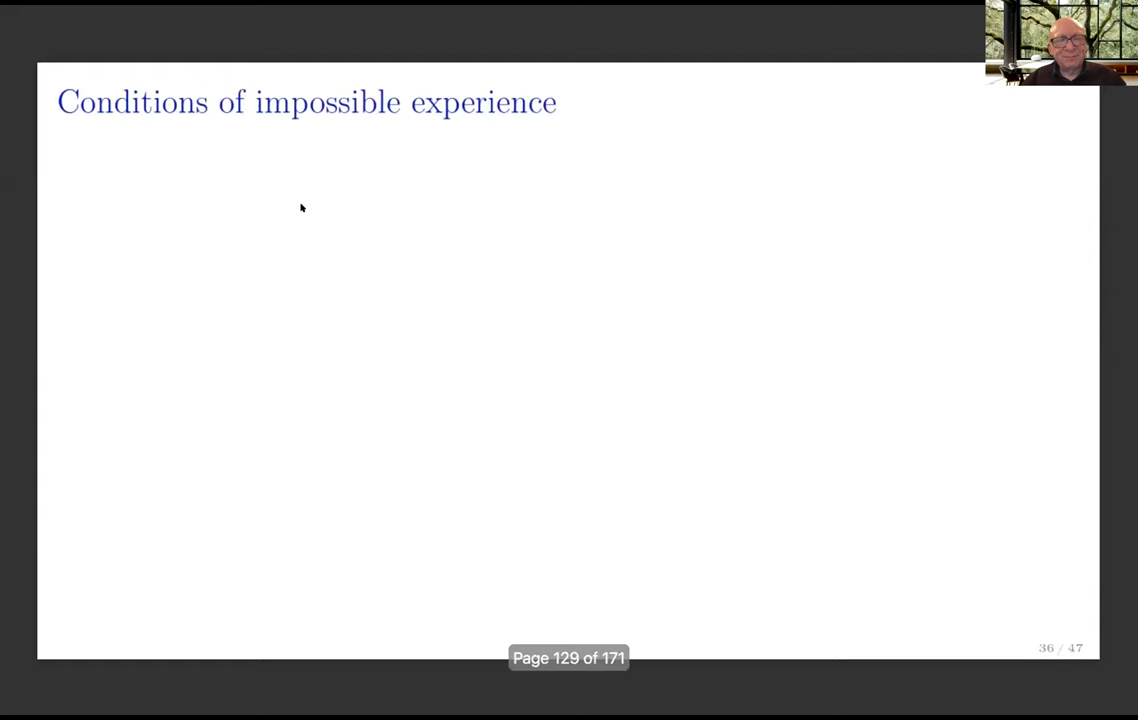 Conditions of impossible experience
36 / 47
Page 129 of 171